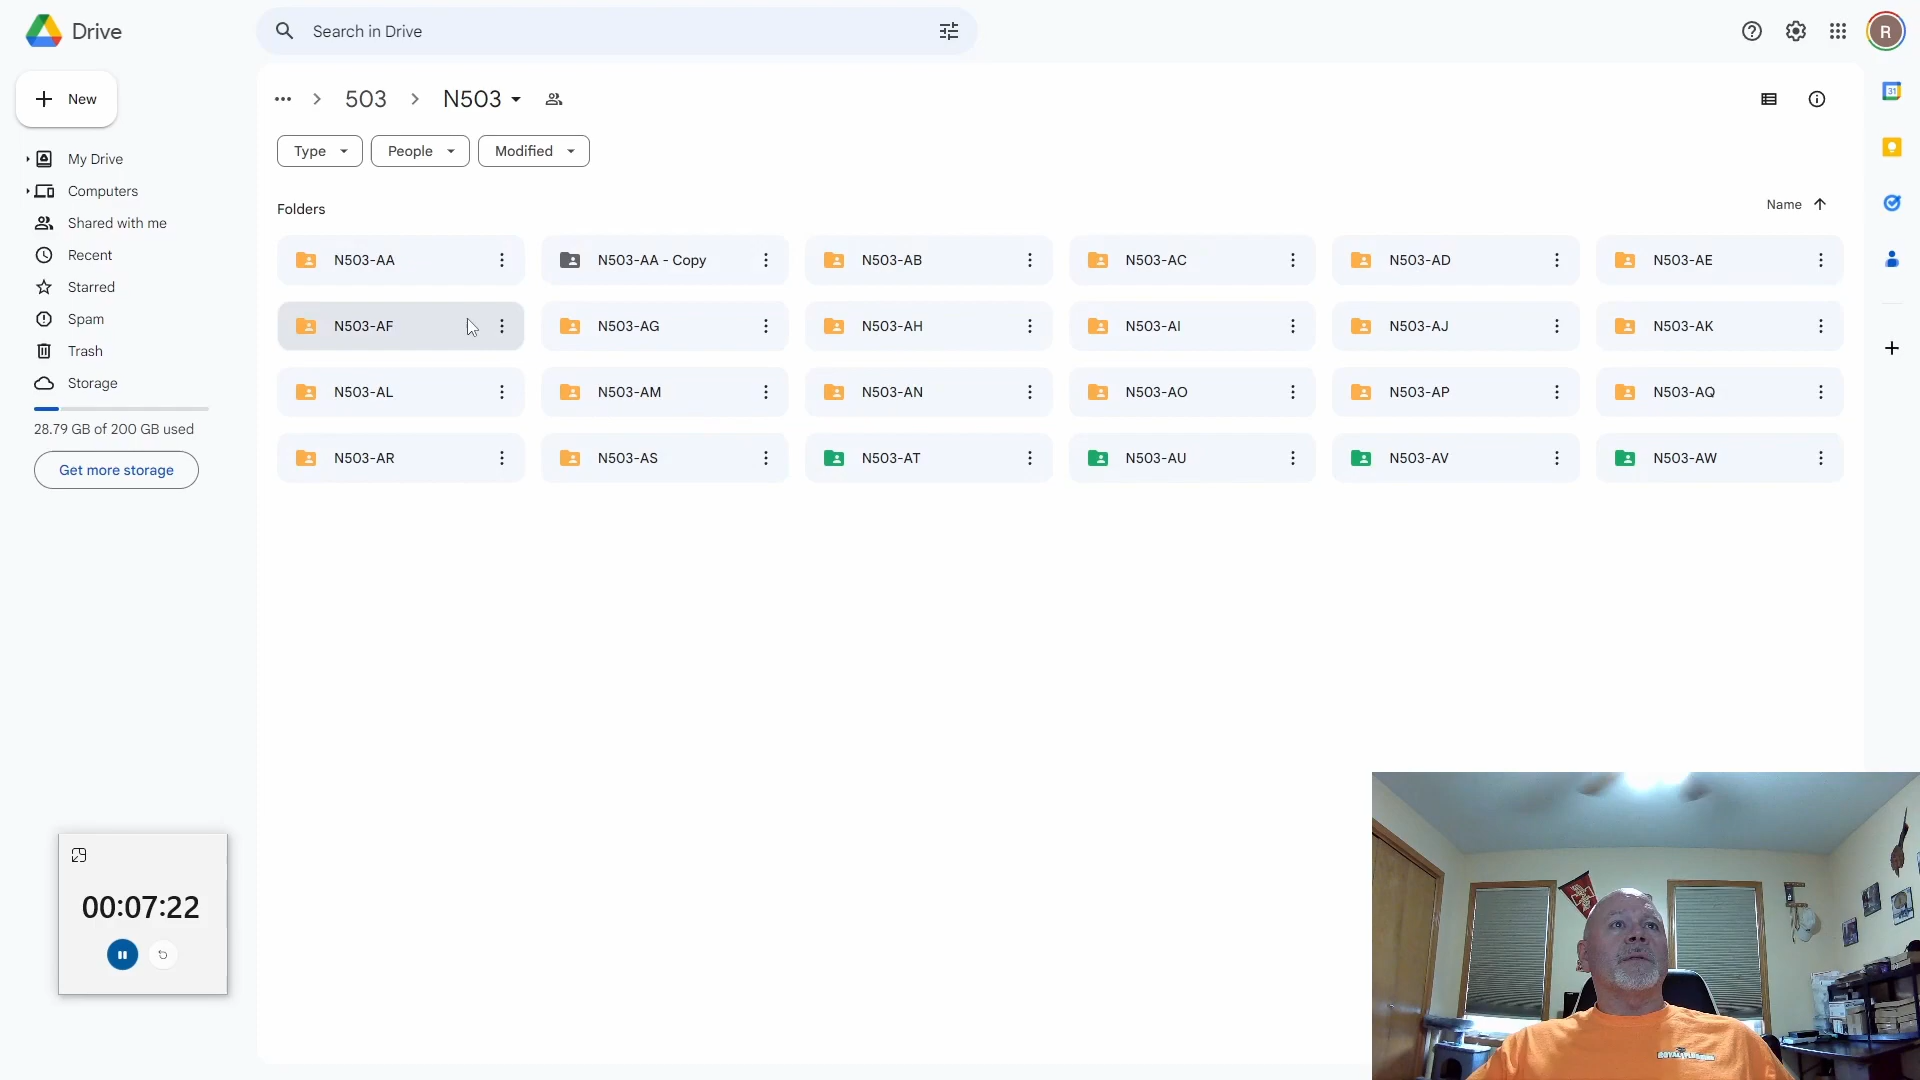 Drive
Search in Drive
R
New
503
N503
Type
People
Modified
My Drive
Computers
Shared with me
Recent
Starred
Spam
Trash
Storage
28.79 GB of 200 GB used
Get more storage
Folders
Name
N503-AA
N503-AA - Copy
N503-AB
N503-AC
N503-AD
N503-AE
N503-AF
N503-AG
N503-AH
N503-AI
N503-AJ
N503-AK
N503-AL
N503-AM
N503-AN
N503-AO
N503-AP
N503-AQ
N503-AR
N503-AS
N503-AT
N503-AU
N503-AV
N503-AW
31
00:07:22